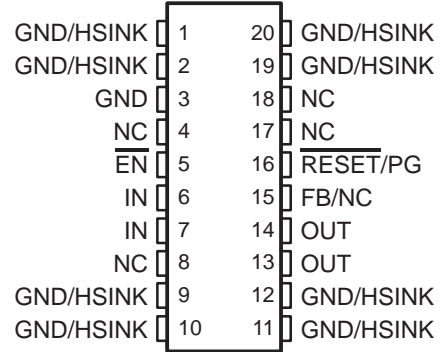 GND/HSINK 1 20 GND/HSINK
GND/HSINK 2 19 GND/HSINK
GND 3 18 NC
NC 4 17 NC
EN 5 16 RESET/PG
IN 6 15 FB/NC
IN 7 14 OUT
NC 8 13 OUT
GND/HSINK 9 12 GND/HSINK
GND/HSINK 10 11 GND/HSINK